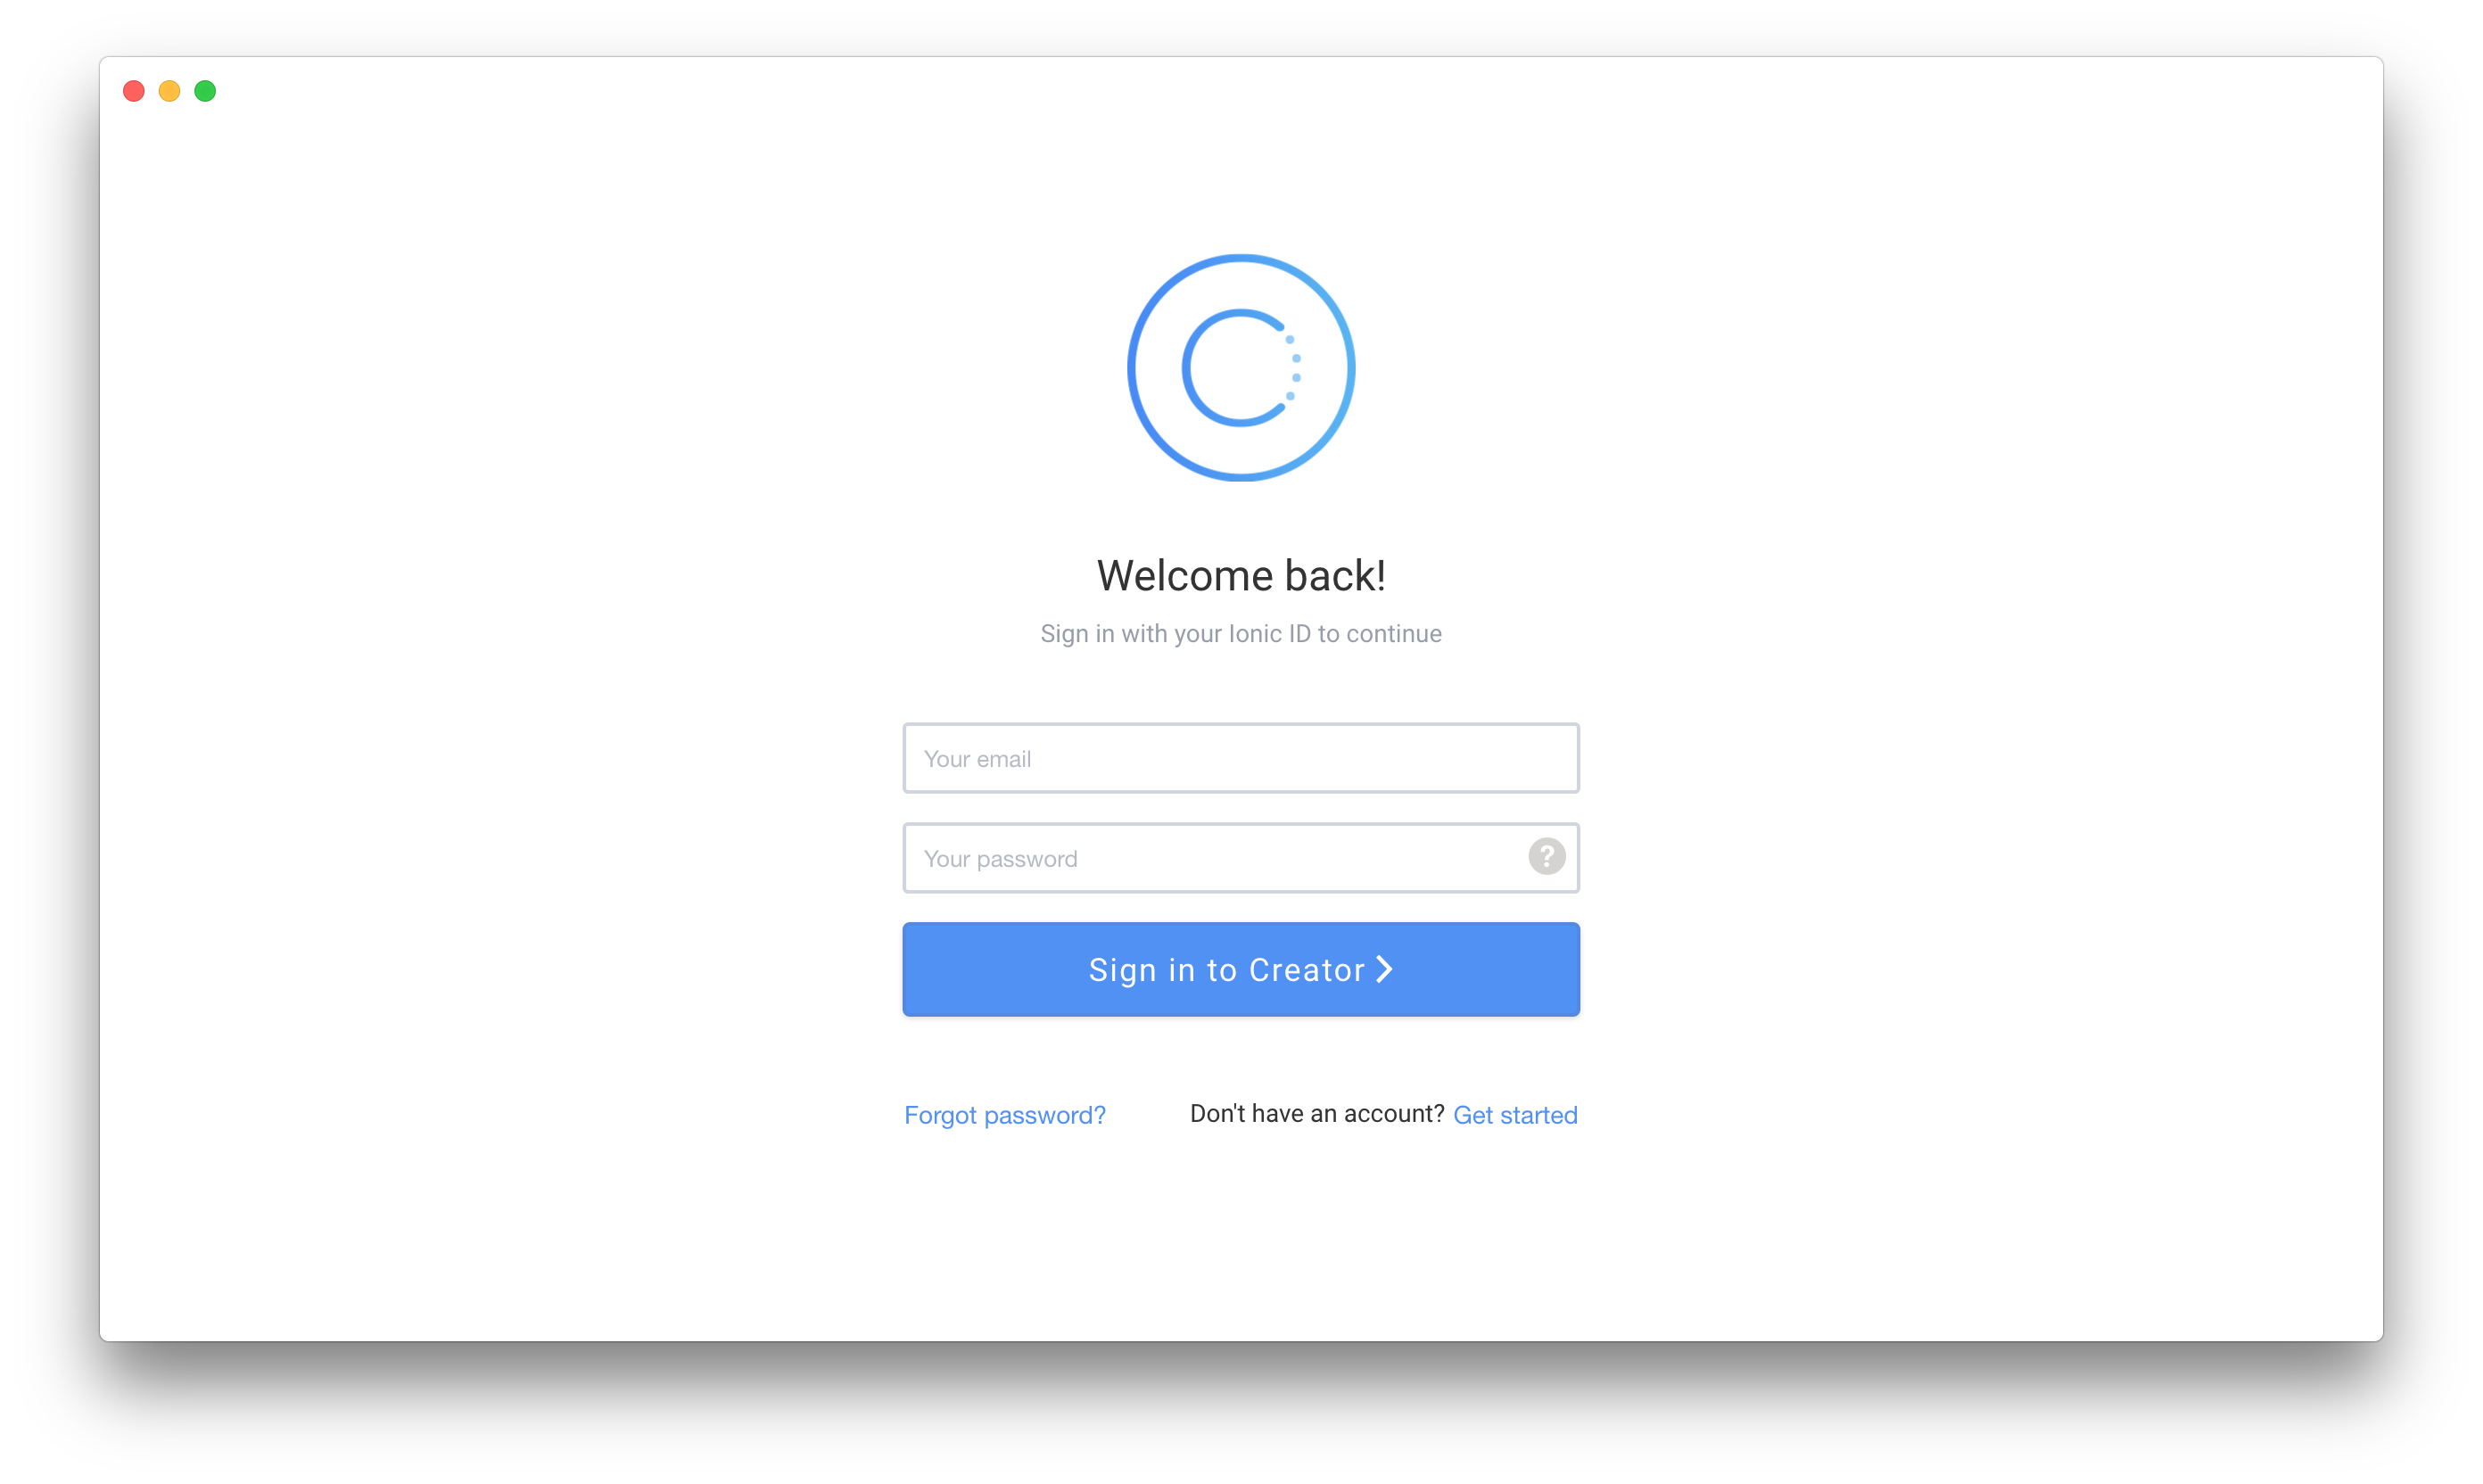 Welcome back!
Sign in with your Ionic ID to continue
Your email
Your password
?
Sign in to Creator
Forgot password? Don't have an account? Get started